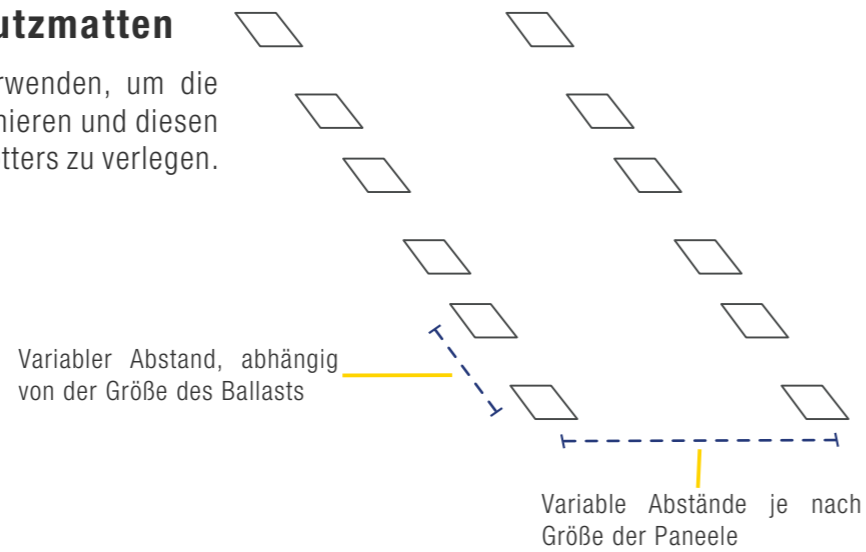 utzmatten
rwenden, um die
nieren und diesen
tters zu verlegen.
Variabler Abstand, abhängig
von der Größe des Ballasts
Variable Abstände je nach
Größe der Paneele